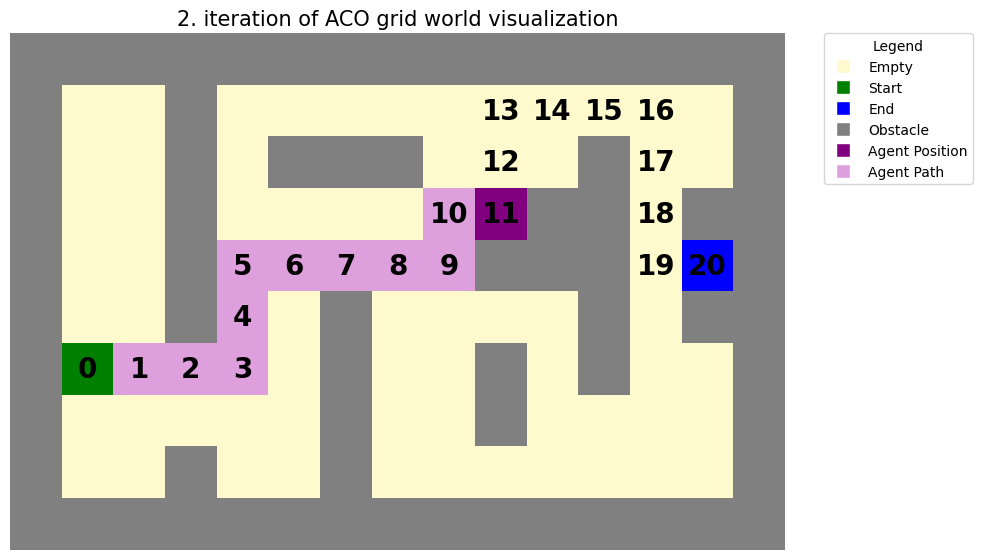 2. iteration of ACO grid world visualization
Legend
Empty
Start
End
Obstacle
Agent Position
Agent Path
13 14 15 16
12 17
10 11 18
5 6 7 8 9 19 20
4
0 1 2 3